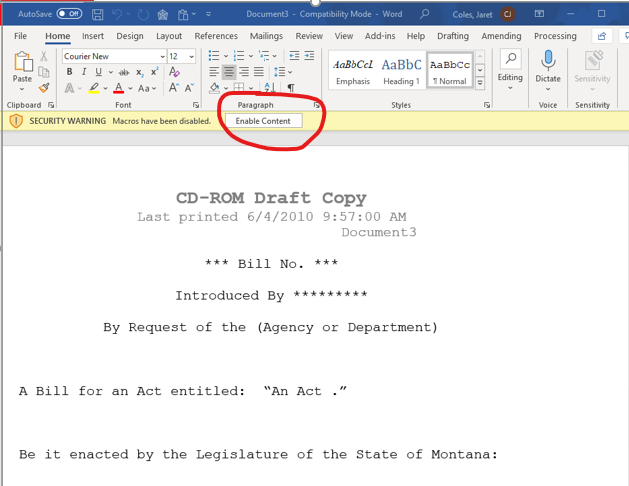 AutoSave Off Document3 - Compatibility Mode - Word Coles, Jaret CJ
File Home Insert Draw Design Layout References Mailings Review View Add-ins Help Drafting Amending Processing
Courier New 12
Paste B I U ab x₂ x² A
A A Aa A A
AaBbCcI AaBbC AaBbCc
Emphasis Heading 1 ¶ Normal
Editing Dictate Sensitivity
Clipboard Font Paragraph Styles Voice Sensitivity
SECURITY WARNING Macros have been disabled. Enable Content
CD-ROM Draft Copy
Last printed 6/4/2010 9:57:00 AM
Document3
*** Bill No. ***
Introduced By *********
By Request of the (Agency or Department)
A Bill for an Act entitled: “An Act .”
Be it enacted by the Legislature of the State of Montana: